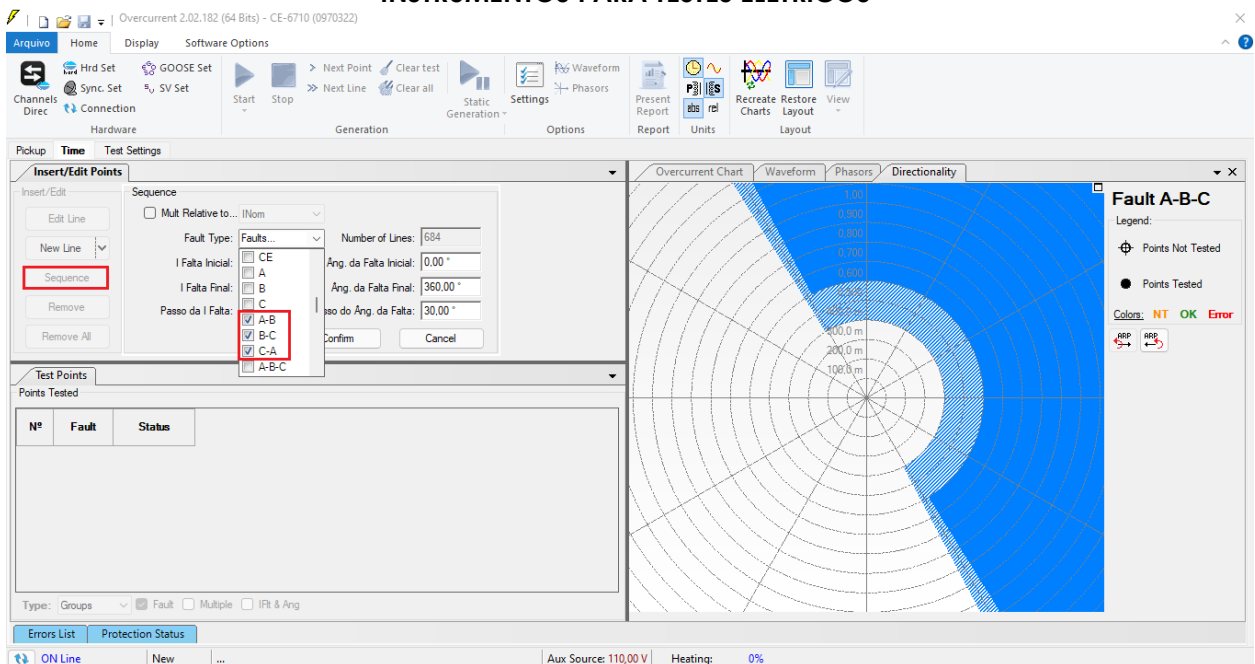 INSTRUMENTOS PARA TESTES ELÉTRICOS
Overcurrent 2.02.182 (64 Bits) - CE-6710 (0970322)
Arquivo Home Display Software Options
Channels Direc
Hrd Set
Sync. Set
Connection
GOOSE Set
SV Set
Hardware
Start
Stop
Next Point
Next Line
Clear test
Clear all
Static Generation
Generation
Settings
Waveform
Phasors
Options
Present Report
Report
abs rel
Units
Recreate Charts
Restore Layout
View
Layout
Pickup Time Test Settings
Insert/Edit Points
Insert/Edit
Edit Line
New Line
Sequence
Remove
Remove All
Sequence
Mult Relative to... INom
Fault Type: Faults... Number of Lines: 684
I Falta Inicial: Âng. da Falta Inicial: 0,00 °
I Falta Final: Âng. da Falta Final: 360,00 °
Passo da I Falta: sso do Âng. da Falta: 30,00 °
CE
A
B
C
A-B
B-C
C-A
A-B-C
Confirm Cancel
Test Points
Points Tested
Nº Fault Status
Type: Groups Fault Multiple IFlt & Ang
Overcurrent Chart Waveform Phasors Directionality
1,00
0,900
0,800
0,700
0,600
300,0 m
200,0 m
100,0 m
Fault A-B-C
Legend:
Points Not Tested
Points Tested
Colors: NT OK Error
ARP ARP
Errors List Protection Status
ON Line New ... Aux Source: 110,00 V Heating: 0%